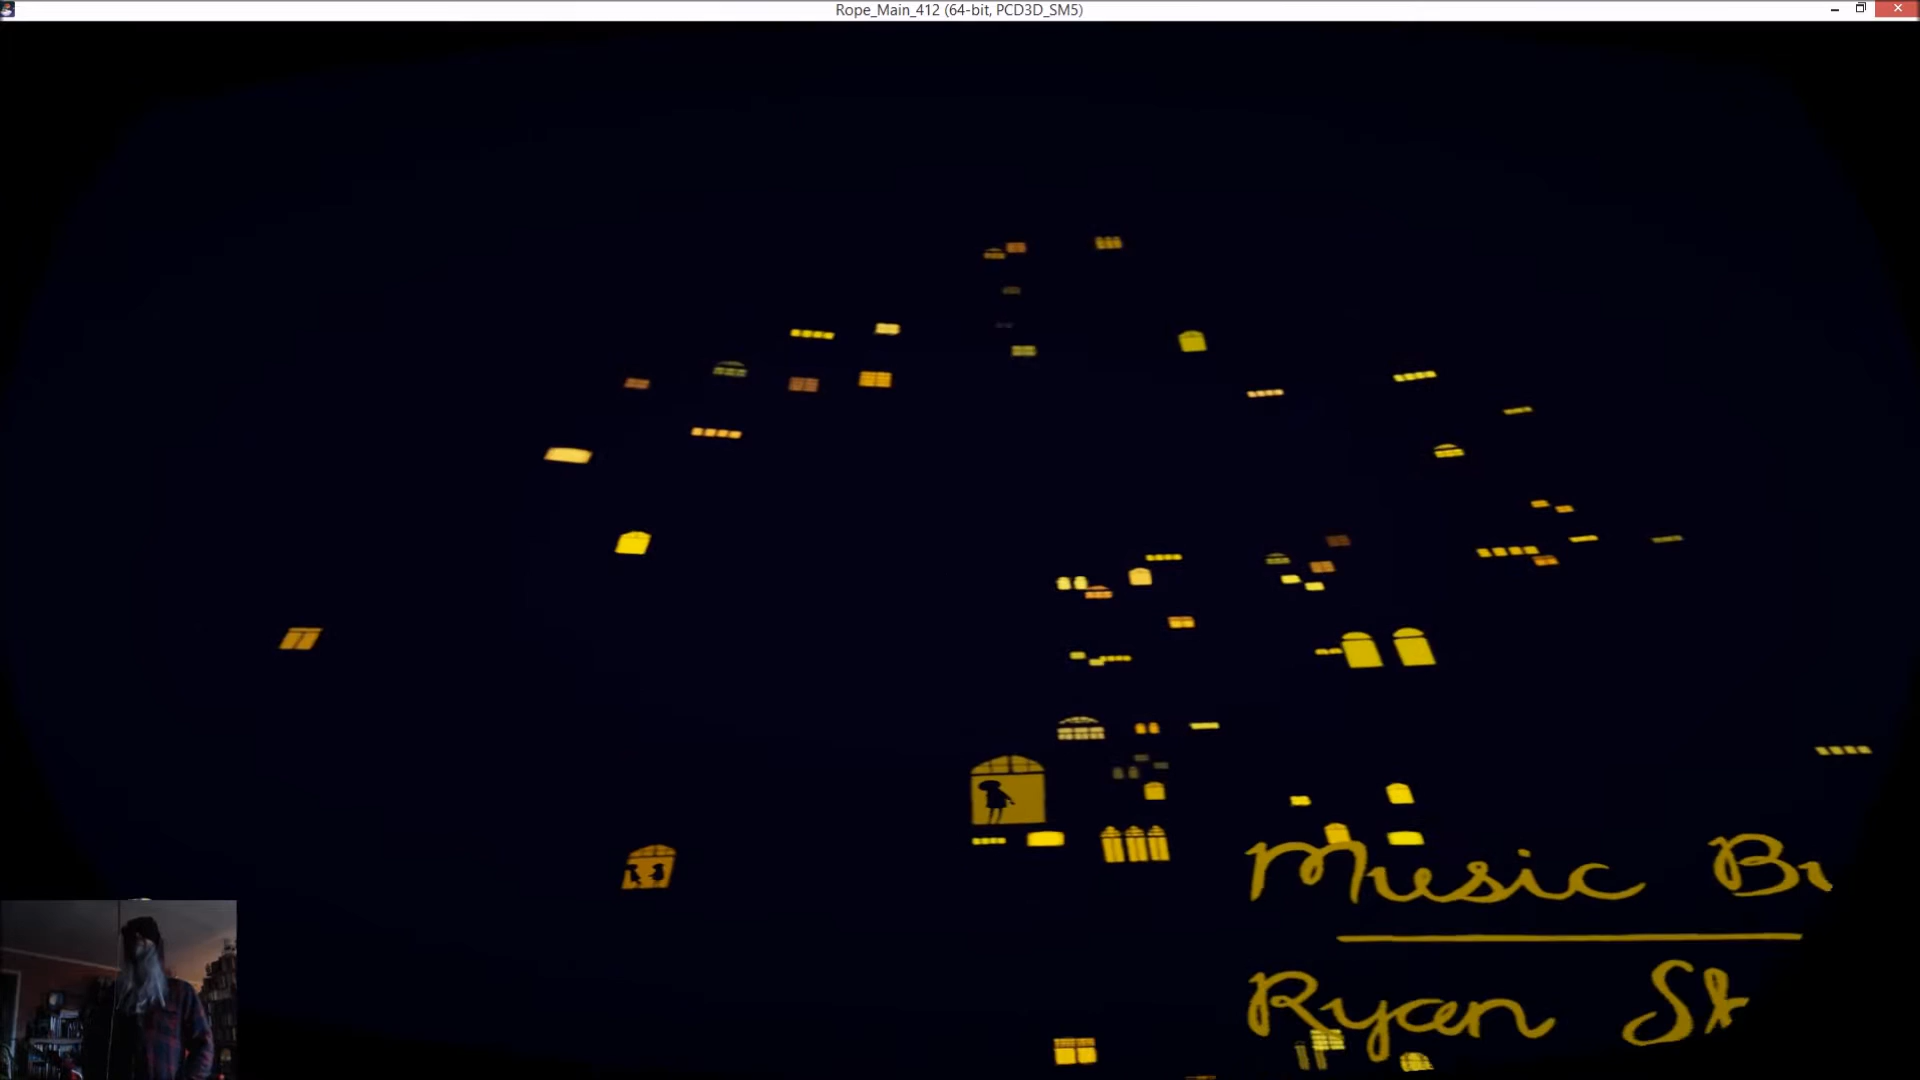 Rope_Main_412 (64-bit, PCD3D_SM5)
Music
Ryan